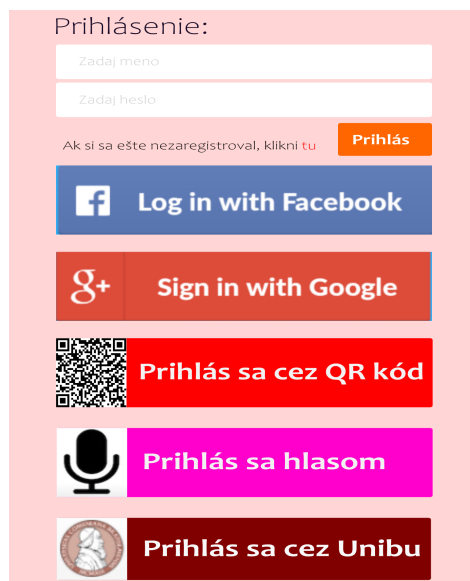 Prihlásenie:
Zadaj meno
Zadaj heslo
Ak si sa ešte nezaregistroval, klikni tu
Prihlás
Log in with Facebook
g+ Sign in with Google
Prihlás sa cez QR kód
Prihlás sa hlasom
Prihlás sa cez Unibu